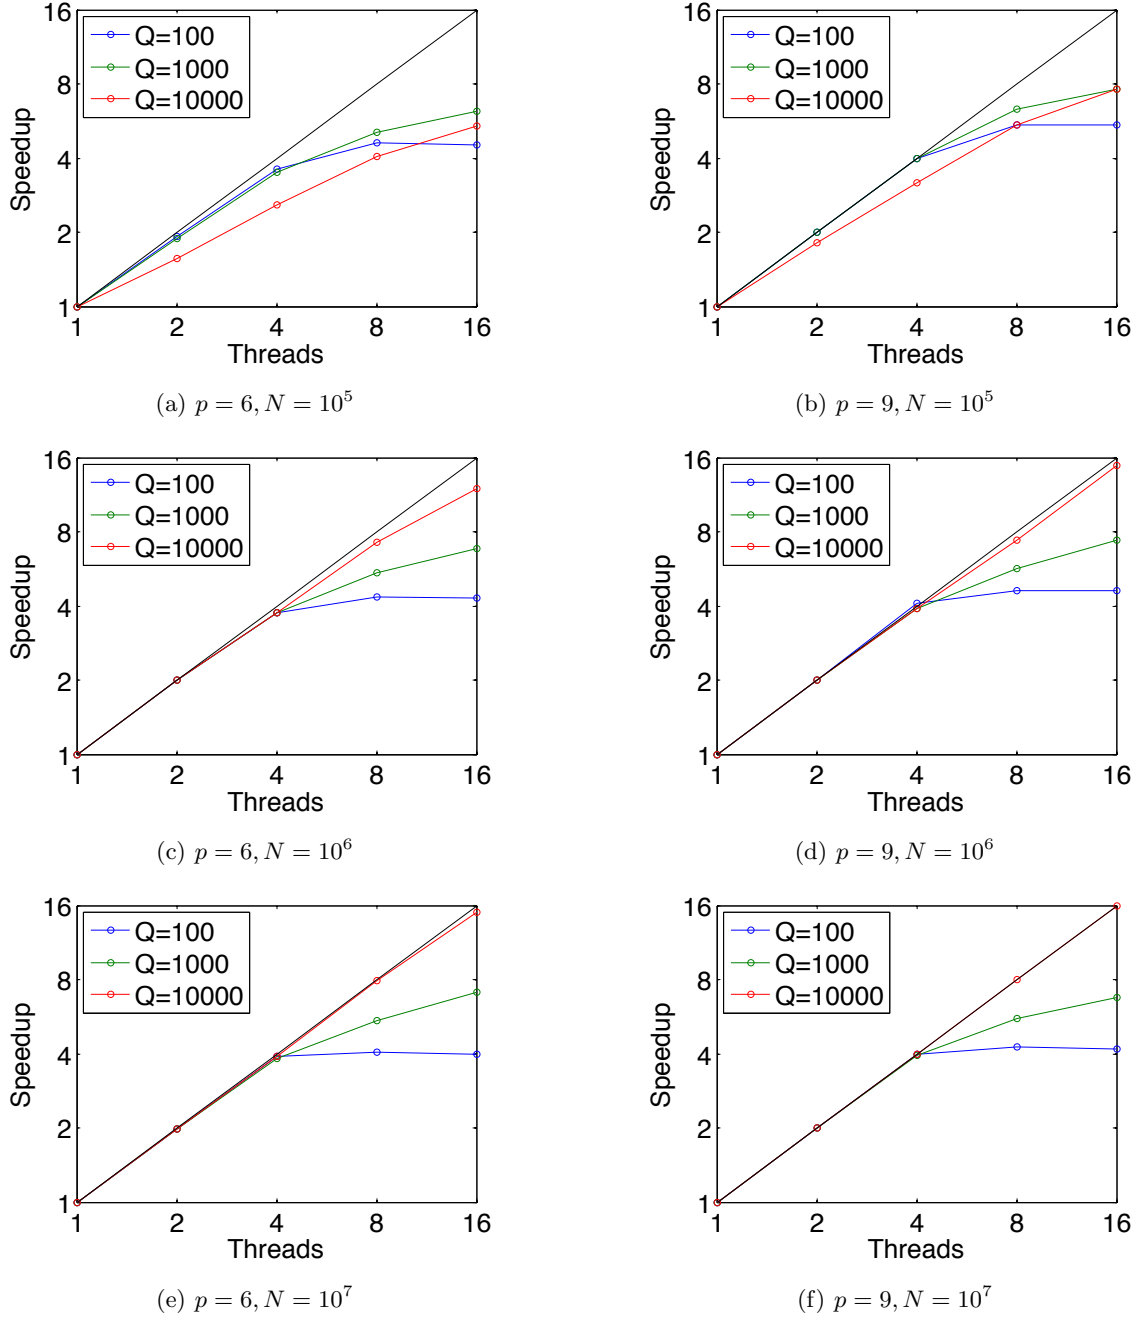 16
8
4
2
1
Speedup
Q=100
Q=1000
Q=10000
1 2 4 8 16
Threads
(a) p = 6, N = 10^5
16
8
4
2
1
Speedup
Q=100
Q=1000
Q=10000
1 2 4 8 16
Threads
(b) p = 9, N = 10^5
16
8
4
2
1
Speedup
Q=100
Q=1000
Q=10000
1 2 4 8 16
Threads
(c) p = 6, N = 10^6
16
8
4
2
1
Speedup
Q=100
Q=1000
Q=10000
1 2 4 8 16
Threads
(d) p = 9, N = 10^6
16
8
4
2
1
Speedup
Q=100
Q=1000
Q=10000
1 2 4 8 16
Threads
(e) p = 6, N = 10^7
16
8
4
2
1
Speedup
Q=100
Q=1000
Q=10000
1 2 4 8 16
Threads
(f) p = 9, N = 10^7